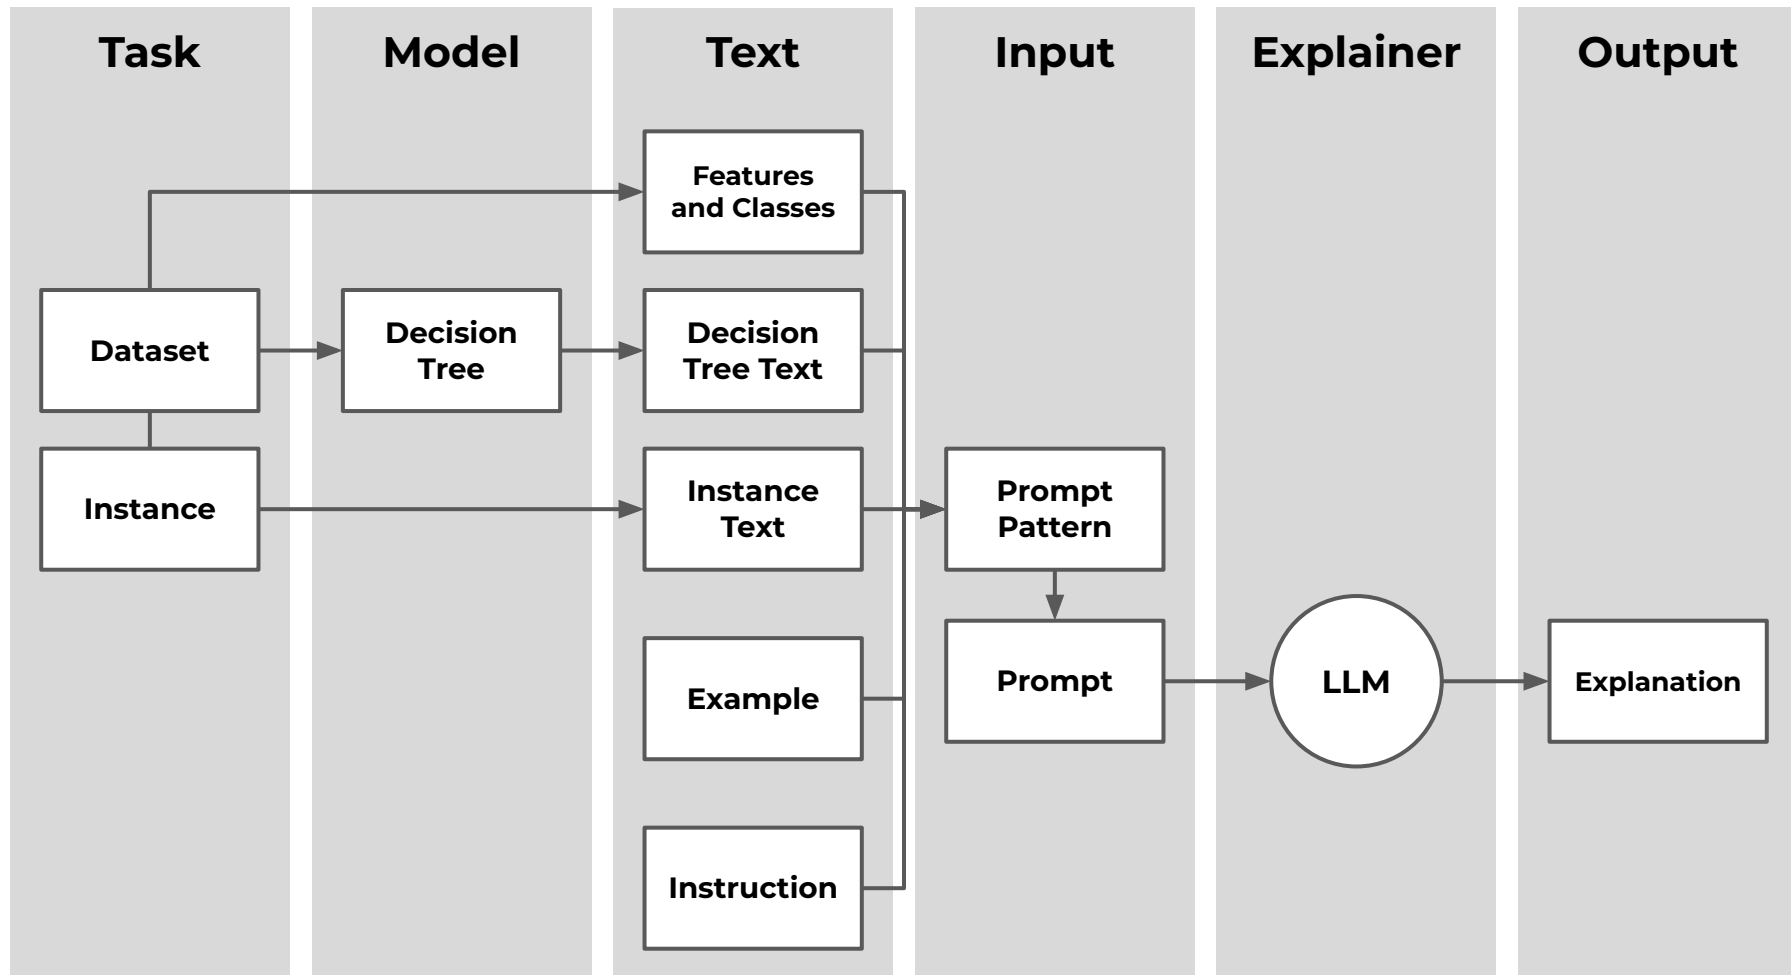 Task
Model
Text
Input
Explainer
Output
Features
and Classes
Dataset
Decision
Tree
Decision
Tree Text
Instance
Instance
Text
Prompt
Pattern
Example
Prompt
LLM
Explanation
Instruction